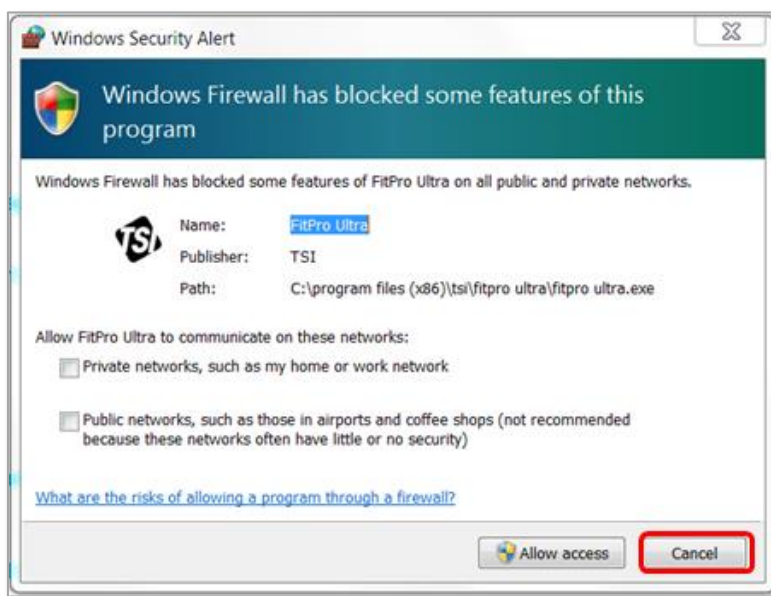 Windows Security Alert
Windows Firewall has blocked some features of this
program
Windows Firewall has blocked some features of FitPro Ultra on all public and private networks.
TSI
Name: FitPro Ultra
Publisher: TSI
Path: C:\program files (x86)\tsi\fitpro ultra\fitpro ultra.exe
Allow FitPro Ultra to communicate on these networks:
Private networks, such as my home or work network
Public networks, such as those in airports and coffee shops (not recommended
because these networks often have little or no security)
What are the risks of allowing a program through a firewall?
Allow access Cancel